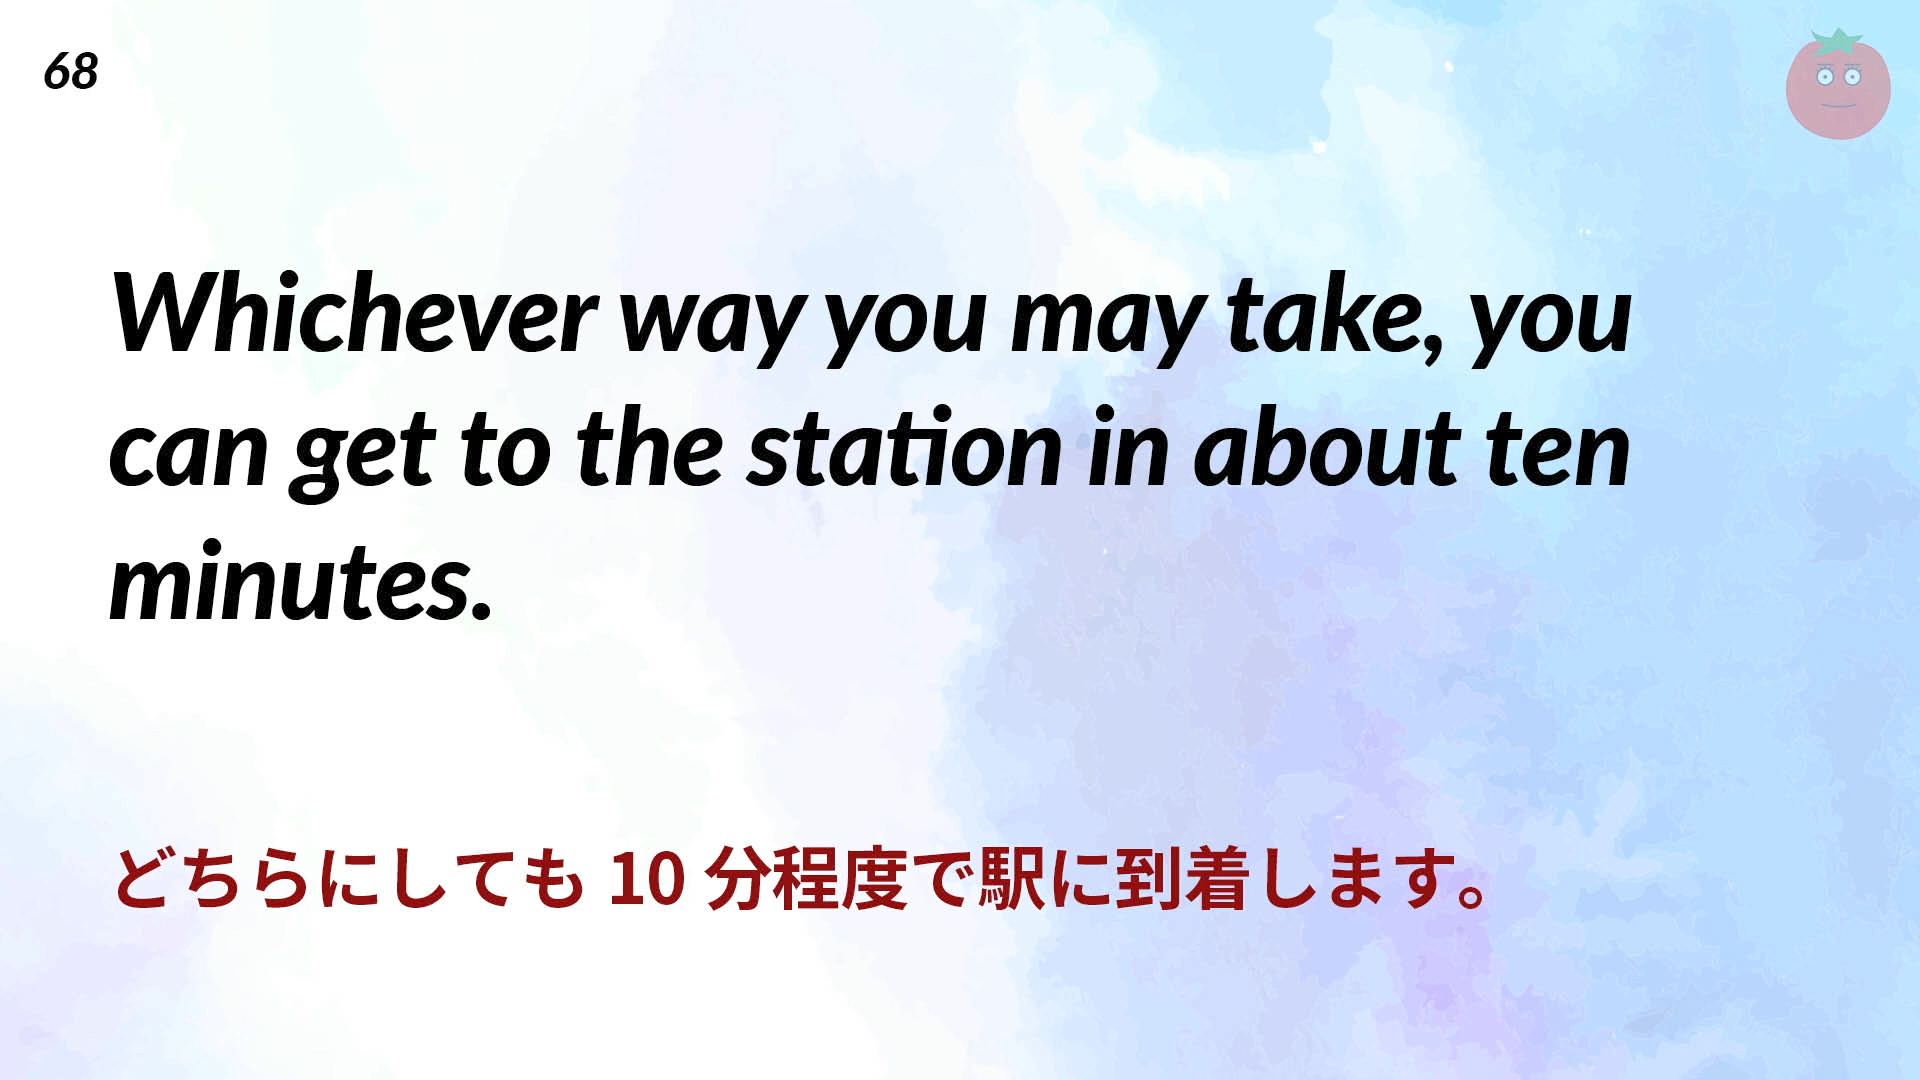 68
Whichever way you may take, you
can get to the station in about ten
minutes.
どちらにしても 10 分程度で駅に到着します。